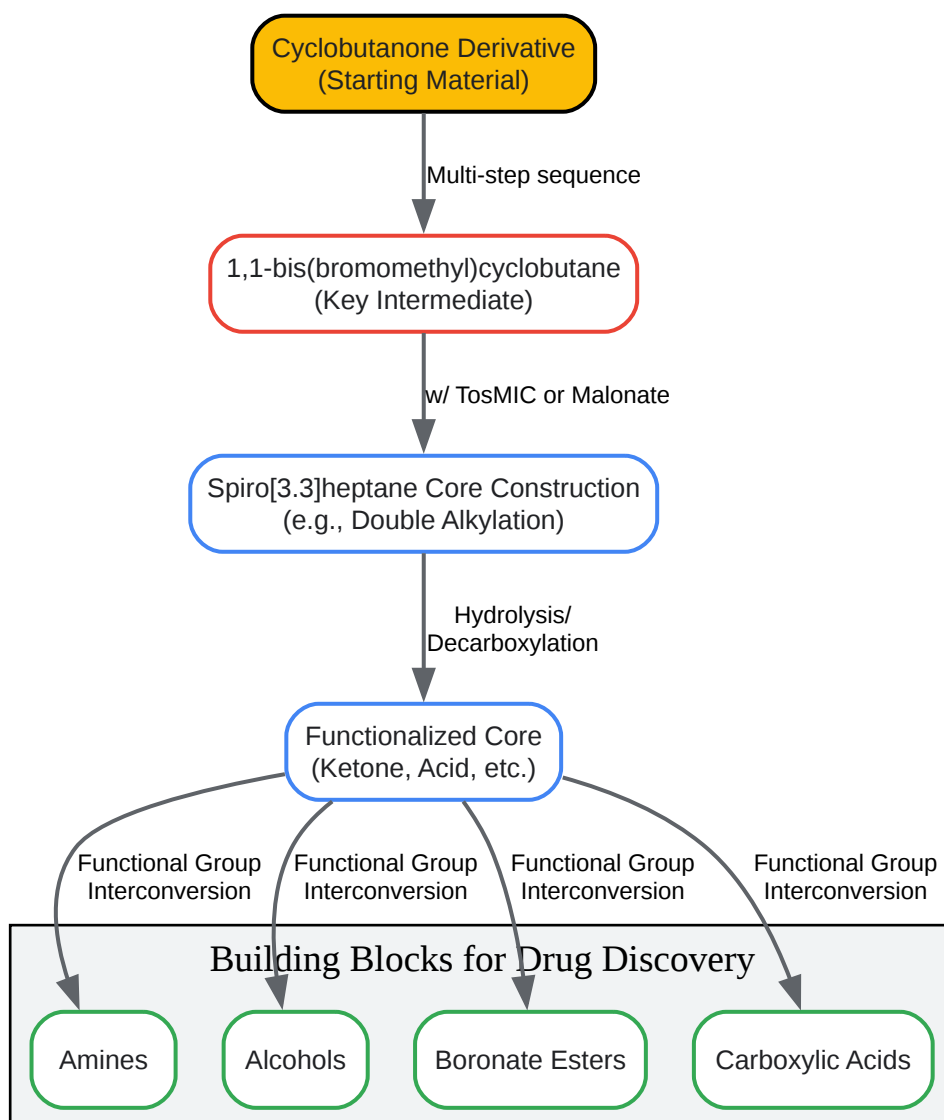 Cyclobutanone Derivative
(Starting Material)
Multi-step sequence
1,1-bis(bromomethyl)cyclobutane
(Key Intermediate)
w/ TosMIC or Malonate
Spiro[3.3]heptane Core Construction
(e.g., Double Alkylation)
Hydrolysis/
Decarboxylation
Functionalized Core
(Ketone, Acid, etc.)
Functional Group
Interconversion
Functional Group
Interconversion
Functional Group
Interconversion
Functional Group
Interconversion
Building Blocks for Drug Discovery
Amines
Alcohols
Boronate Esters
Carboxylic Acids